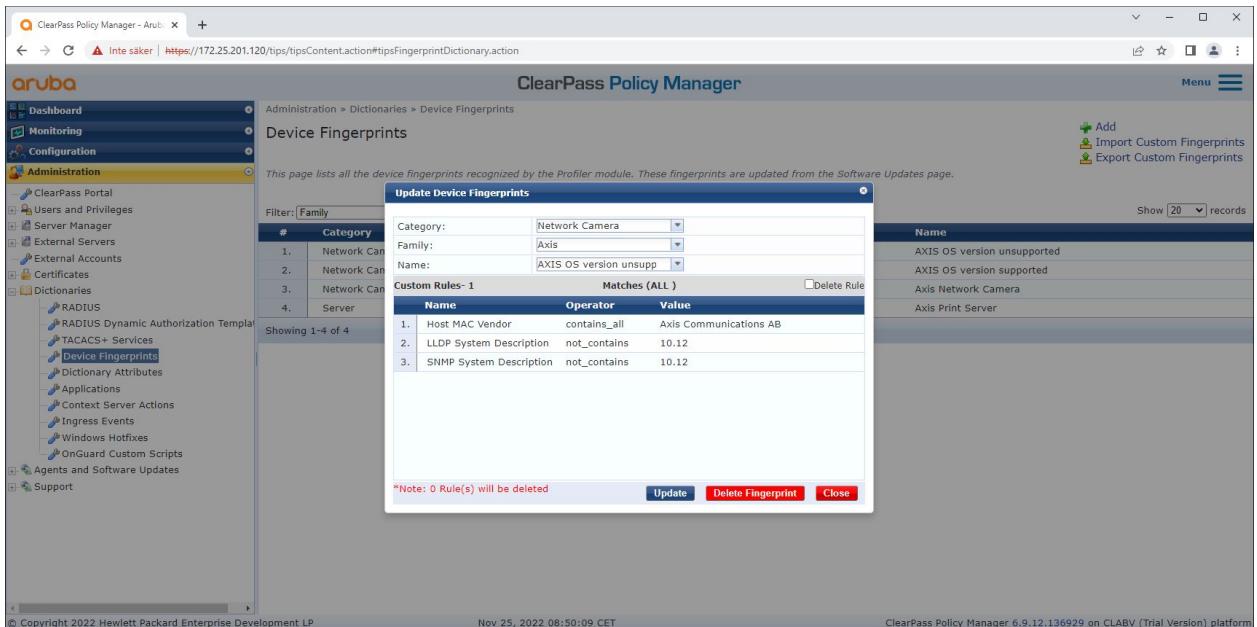 ClearPass Policy Manager - Arub
Inte säker | https://172.25.201.120/tips/tipsContent.action#tipsFingerprintDictionary.action
aruba
ClearPass Policy Manager
Menu
Dashboard
Monitoring
Configuration
Administration
ClearPass Portal
Users and Privileges
Server Manager
External Servers
External Accounts
Certificates
Dictionaries
RADIUS
RADIUS Dynamic Authorization Templat
TACACS+ Services
Device Fingerprints
Dictionary Attributes
Applications
Context Server Actions
Ingress Events
Windows Hotfixes
OnGuard Custom Scripts
Agents and Software Updates
Support
Administration » Dictionaries » Device Fingerprints
Device Fingerprints
Add
Import Custom Fingerprints
Export Custom Fingerprints
This page lists all the device fingerprints recognized by the Profiler module. These fingerprints are updated from the Software Updates page.
Filter: Family
Show 20 records
# Category Name
1. Network Can AXIS OS version unsupported
2. Network Can AXIS OS version supported
3. Network Can Axis Network Camera
4. Server Axis Print Server
Showing 1-4 of 4
Update Device Fingerprints
Category: Network Camera
Family: Axis
Name: AXIS OS version unsupp
Custom Rules- 1 Matches (ALL ) Delete Rule
Name Operator Value
1. Host MAC Vendor contains_all Axis Communications AB
2. LLDP System Description not_contains 10.12
3. SNMP System Description not_contains 10.12
*Note: 0 Rule(s) will be deleted
Update Delete Fingerprint Close
© Copyright 2022 Hewlett Packard Enterprise Development LP Nov 25, 2022 08:50:09 CET ClearPass Policy Manager 6.9.12.136929 on CLABV (Trial Version) platform